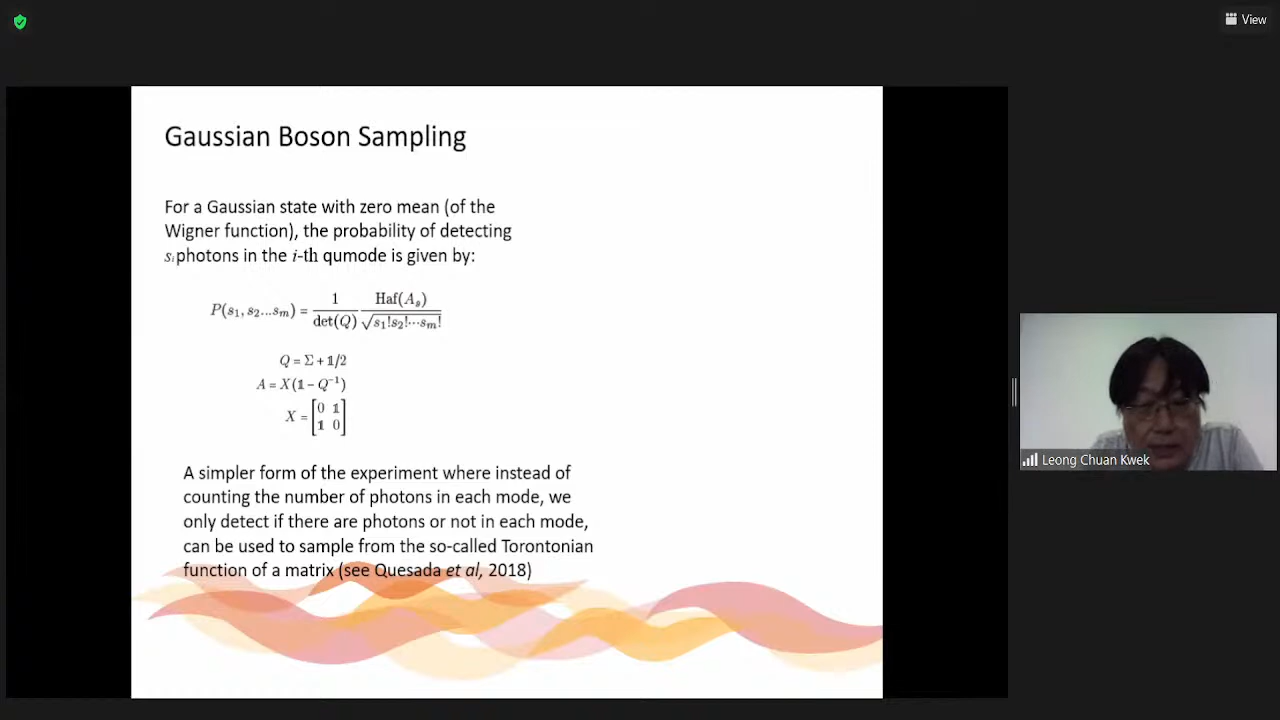 View
Gaussian Boson Sampling
For a Gaussian state with zero mean (of the
Wigner function), the probability of detecting
sᵢ photons in the i-th qumode is given by:
P(s₁, s₂...sₘ) = 1/det(Q) Haf(Aₛ)/√s₁!s₂!···sₘ!
Q = Σ + 𝟙/2
A = X(𝟙 − Q⁻¹)
X = [0 𝟙
𝟙 0]
A simpler form of the experiment where instead of
counting the number of photons in each mode, we
only detect if there are photons or not in each mode,
can be used to sample from the so-called Torontonian
function of a matrix (see Quesada et al, 2018)
Leong Chuan Kwek